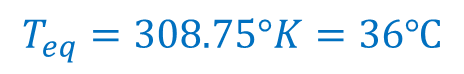 T_eq = 308.75°K = 36°C